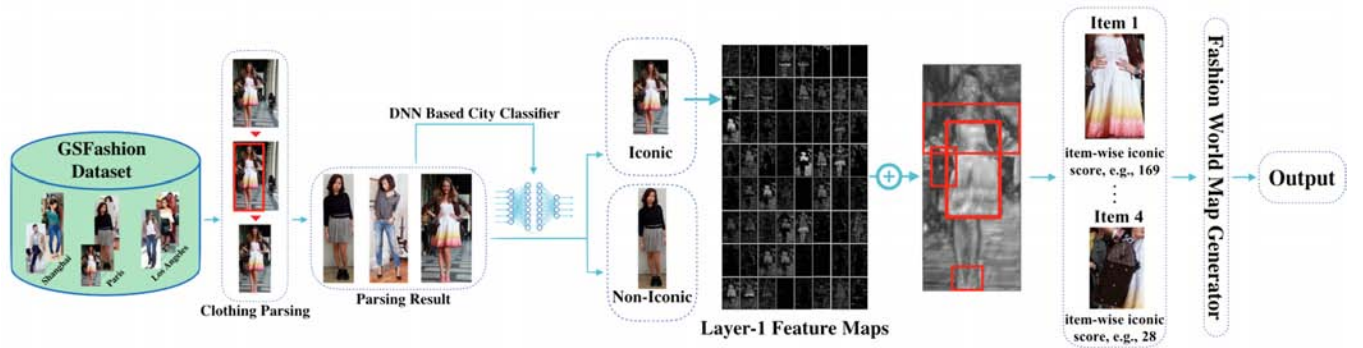 GSFashion
Dataset
Shanghai
Paris
Los Angeles
Clothing Parsing
Parsing Result
DNN Based City Classifier
Iconic
Non-Iconic
Layer-1 Feature Maps
Item 1
item-wise iconic
score, e.g., 169
Item 4
item-wise iconic
score, e.g., 28
Fashion World Map Generator
Output